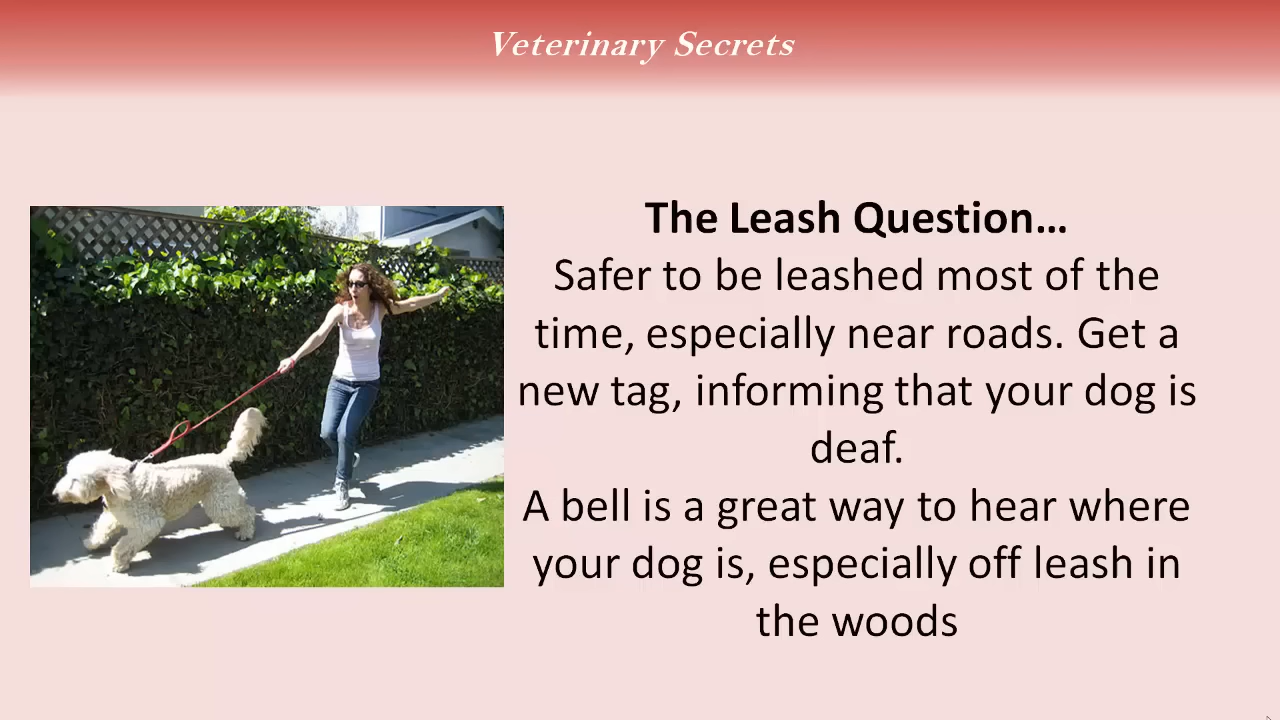 Veterinary Secrets
The Leash Question...
Safer to be leashed most of the
time, especially near roads. Get a
new tag, informing that your dog is
deaf.
A bell is a great way to hear where
your dog is, especially off leash in
the woods